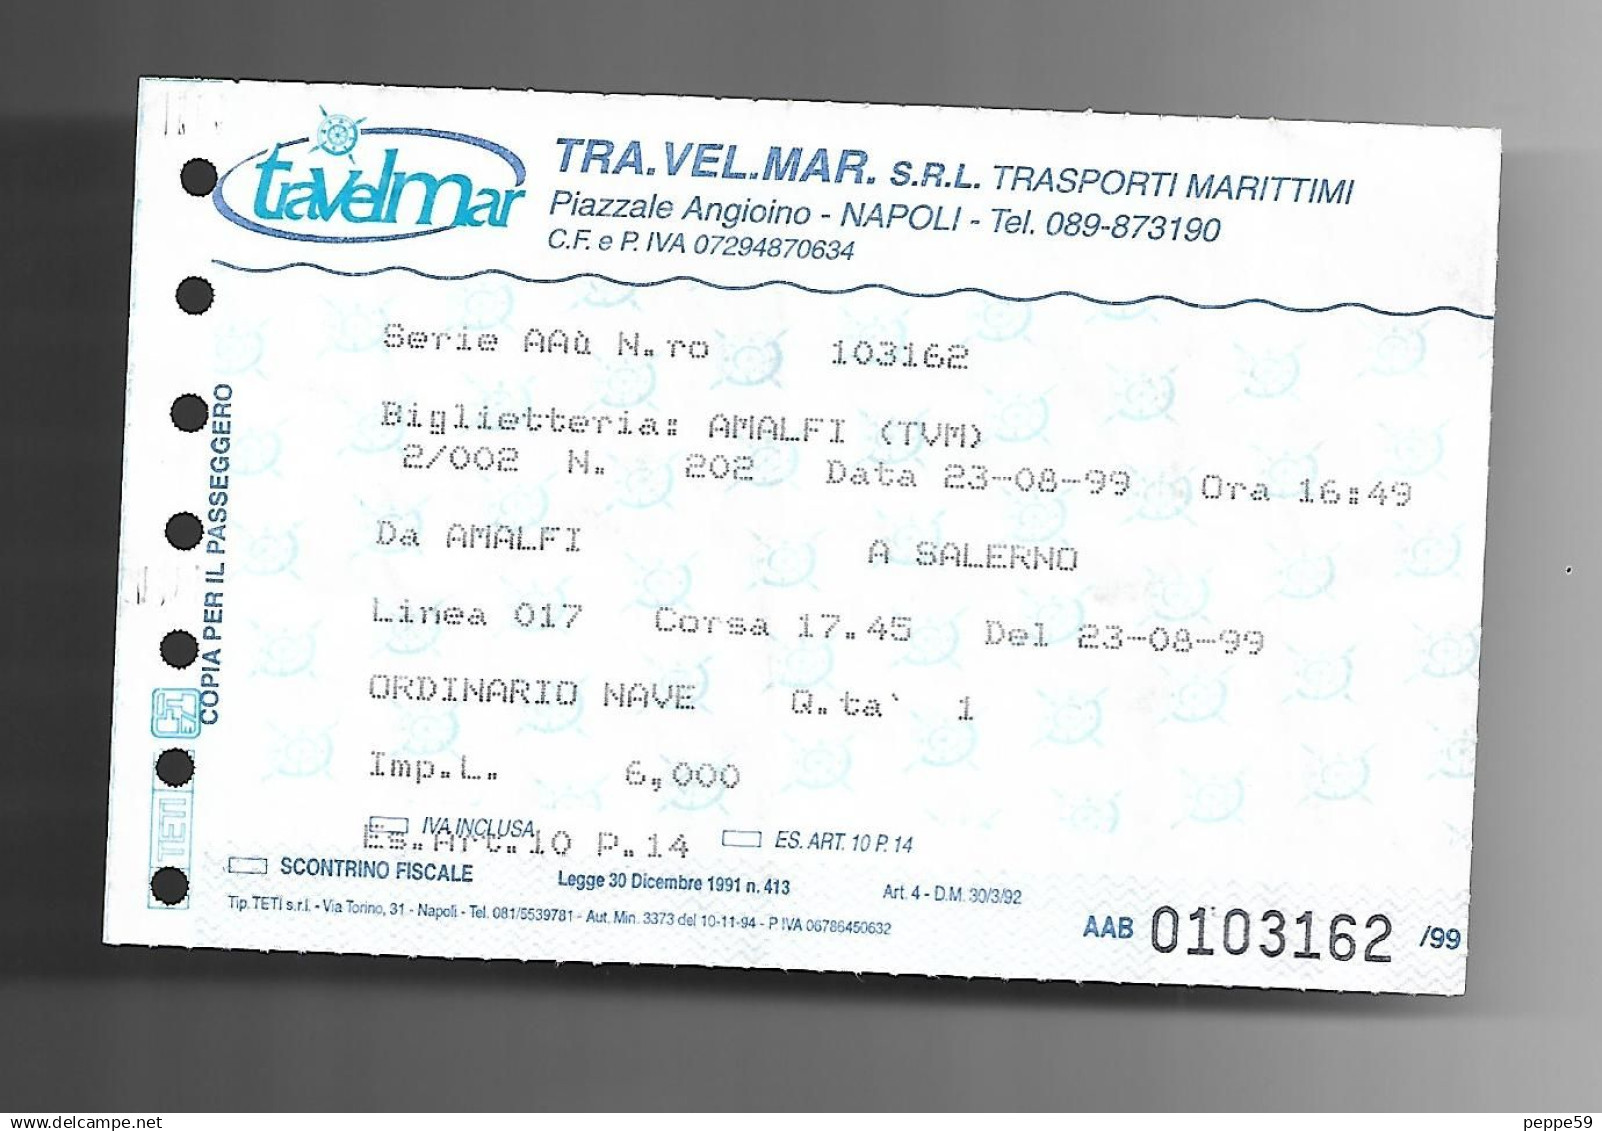 travelmar
TRA.VEL.MAR. S.R.L. TRASPORTI MARITTIMI
Piazzale Angioino - NAPOLI - Tel. 089-873190
C.F. e P. IVA 07294870634
COPIA PER IL PASSEGGERO
TETI
Serie AAù N.ro 103162
Biglietteria: AMALFI (TVM)
2/002 N. 202 Data 23-08-99 Ora 16:49
Da AMALFI A SALERNO
Linea 017 Corsa 17.45 Del 23-08-99
ORDINARIO NAVE Q.ta` 1
Imp.L. 6,000
IVA INCLUSA ES. ART. 10 P. 14
Es.Art.10 P.14
SCONTRINO FISCALE Legge 30 Dicembre 1991 n. 413 Art. 4 - D.M. 30/3/92
Tip. TETI s.r.l. - Via Torino, 31 - Napoli - Tel. 081/5539781 - Aut. Min. 3373 del 10-11-94 - P. IVA 06786450632
AAB 0103162 /99
delcampe.net
peppe59